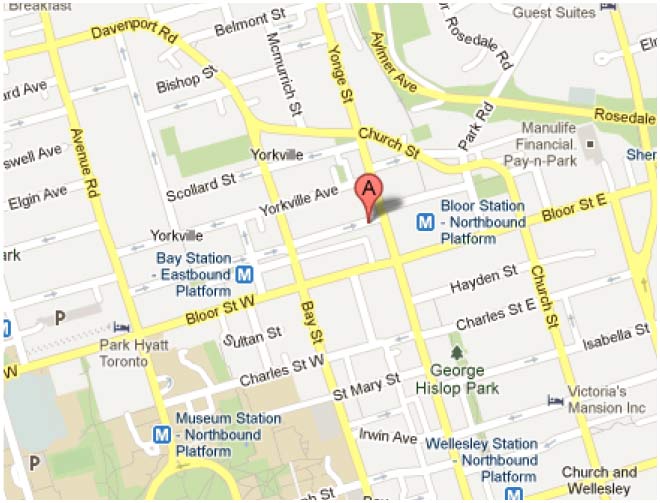 Breakfast
Belmont St
Davenport Rd
Guest Suites
Aylmer Ave
Rosedale Rd
Mcmurrich St
Yonge St
Bishop St
ard Ave
Park Rd
Rosedale
Manulife
Financial.
Pay-n-Park
Avenue Rd
Church St
Yorkville
swell Ave
Sher
Scollard St
Elgin Ave
Yorkville Ave
A
Bloor Station
- Northbound
Platform
Bloor St E
Yorkville
ark
Bay Station
- Eastbound
Platform
M
M
Hayden St
Church St
Bloor St W
P
Bay St
Charles St E
Sultan St
Isabella St
Park Hyatt
Toronto
W
Charles St W
George
Hislop Park
St Mary St
Victoria's
Mansion Inc
Museum Station
- Northbound
Platform
M
Irwin Ave
Wellesley Station
- Northbound
Platform
M
P
Church and
Wellesley